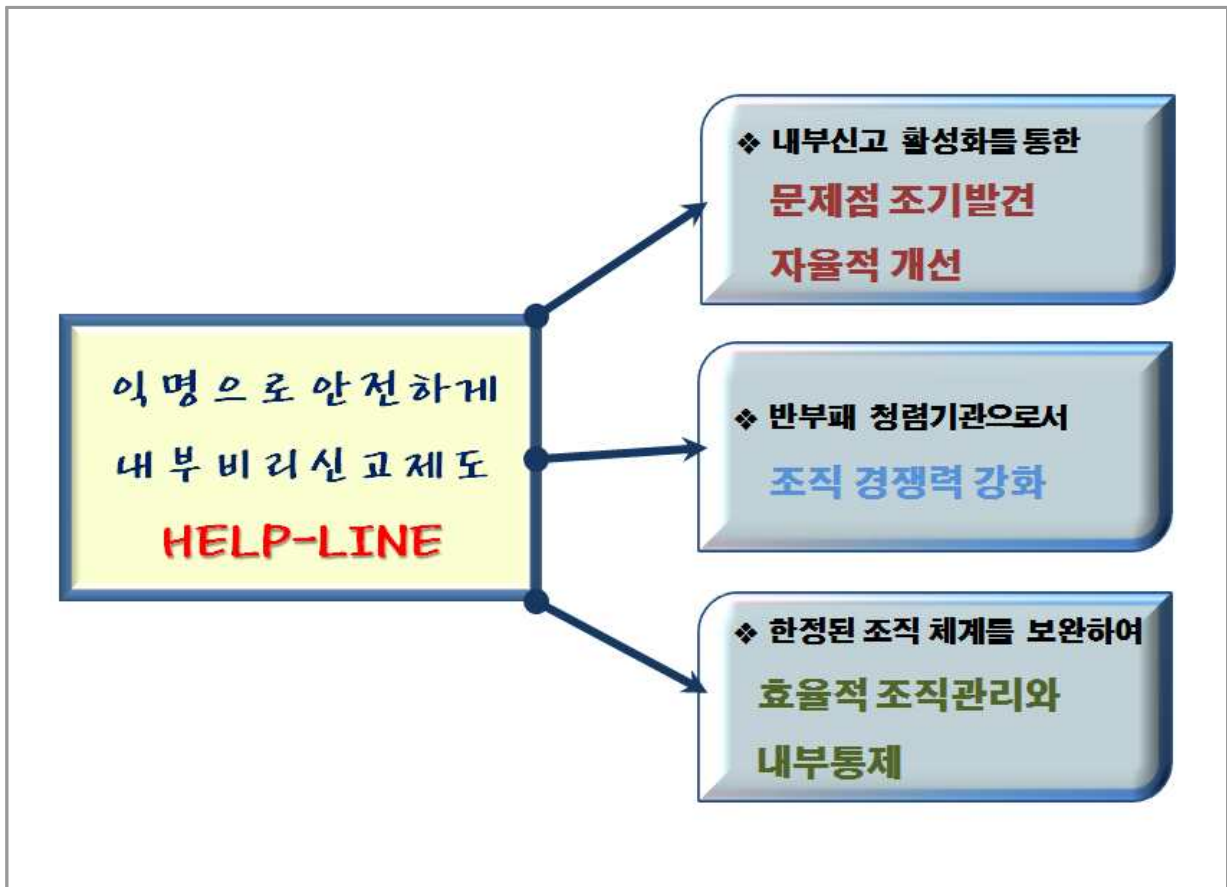 익명으로 안전하게
내부비리신고제도
HELP-LINE
❖ 내부신고 활성화를 통한
문제점 조기발견
자율적 개선
❖ 반부패 청렴기관으로서
조직 경쟁력 강화
❖ 한정된 조직 체계를 보완하여
효율적 조직관리와
내부통제